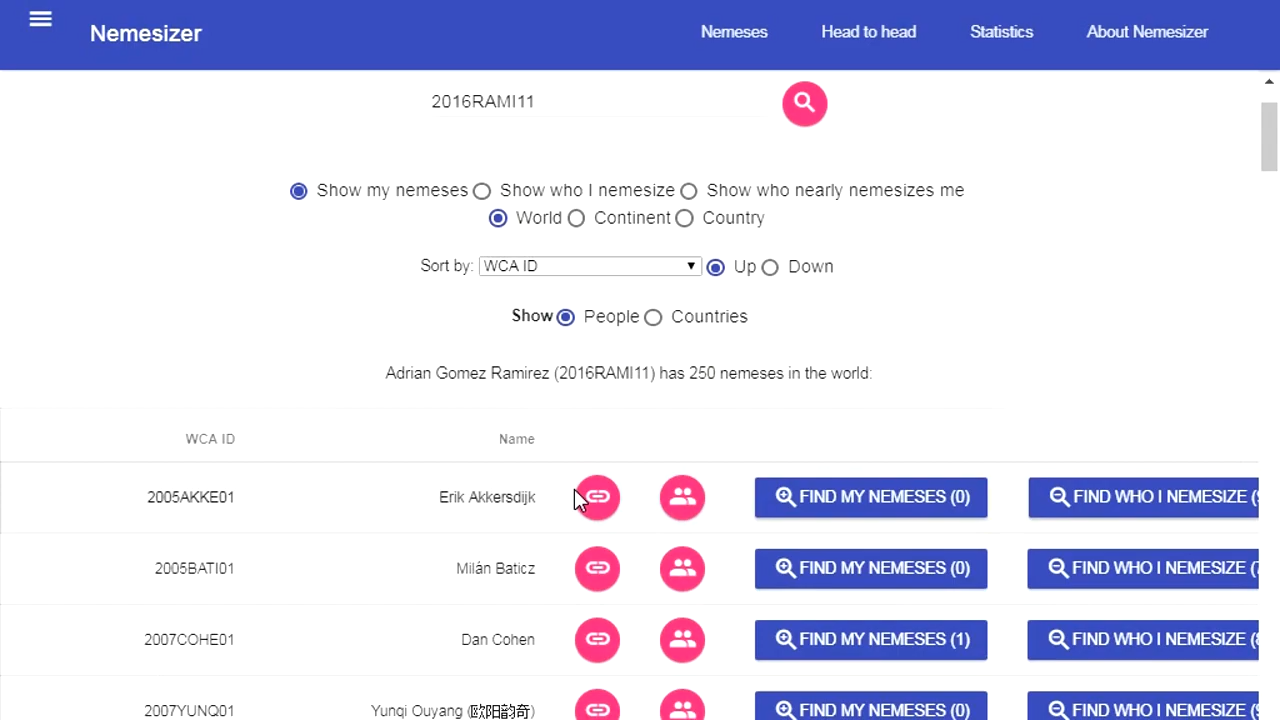 Nemesizer Nemeses Head to head Statistics About Nemesizer
2016RAMI11
Show my nemeses Show who I nemesize Show who nearly nemesizes me
World Continent Country
Sort by: WCA ID Up Down
Show People Countries
Adrian Gomez Ramirez (2016RAMI11) has 250 nemeses in the world:
WCA ID Name
2005AKKE01 Erik Akkersdijk FIND MY NEMESES (0) FIND WHO I NEMESIZE (
2005BATI01 Milán Baticz FIND MY NEMESES (0) FIND WHO I NEMESIZE (
2007COHE01 Dan Cohen FIND MY NEMESES (1) FIND WHO I NEMESIZE (
2007YUNQ01 Yunqi Ouyang (欧阳韵奇) FIND MY NEMESES (0) FIND WHO I NEMESIZE (